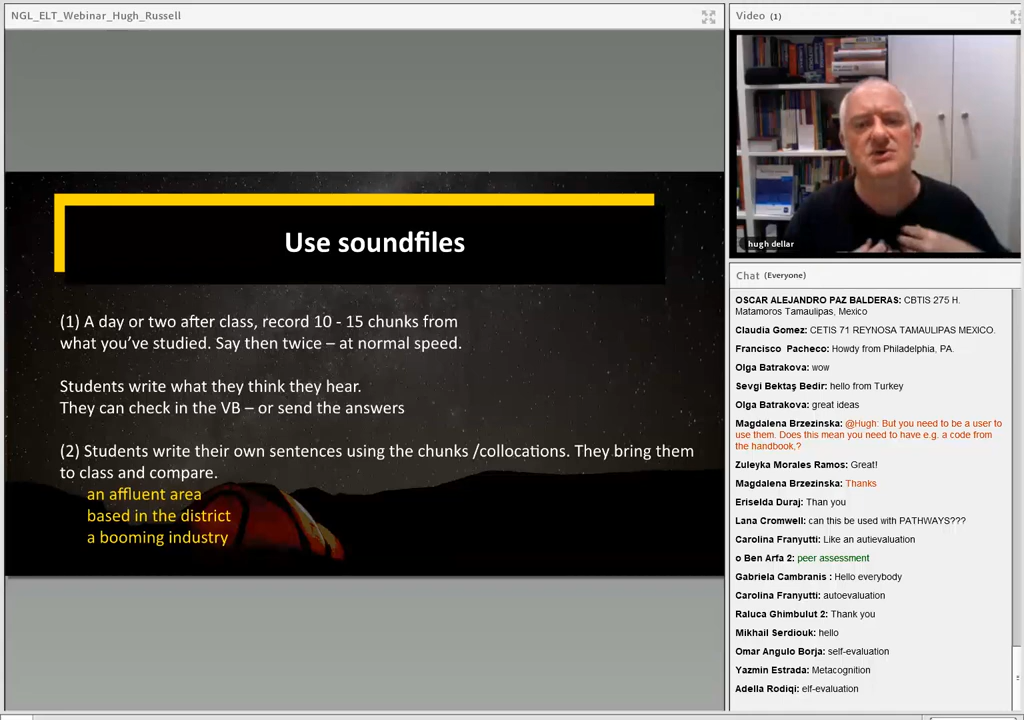 NGL_ELT_Webinar_Hugh_Russell
Use soundfiles
(1) A day or two after class, record 10 - 15 chunks from
what you've studied. Say then twice – at normal speed.
Students write what they think they hear.
They can check in the VB – or send the answers
(2) Students write their own sentences using the chunks /collocations. They bring them
to class and compare.
an affluent area
based in the district
a booming industry
Video (1)
hugh dellar
Chat (Everyone)
OSCAR ALEJANDRO PAZ BALDERAS: CBTIS 275 H.
Matamoros Tamaulipas, Mexico
Claudia Gomez: CETIS 71 REYNOSA TAMAULIPAS MEXICO.
Francisco Pacheco: Howdy from Philadelphia, PA.
Olga Batrakova: wow
Sevgi Bektaş Bedir: hello from Turkey
Olga Batrakova: great ideas
Magdalena Brzezinska: @Hugh: But you need to be a user to
use them. Does this mean you need to have e.g. a code from
the handbook,?
Zuleyka Morales Ramos: Great!
Magdalena Brzezinska: Thanks
Eriselda Duraj: Than you
Lana Cromwell: can this be used with PATHWAYS???
Carolina Franyutti: Like an autievaluation
o Ben Arfa 2: peer assessment
Gabriela Cambranis : Hello everybody
Carolina Franyutti: autoevaluation
Raluca Ghimbulut 2: Thank you
Mikhail Serdiouk: hello
Omar Angulo Borja: self-evaluation
Yazmin Estrada: Metacognition
Adella Rodiqi: elf-evaluation